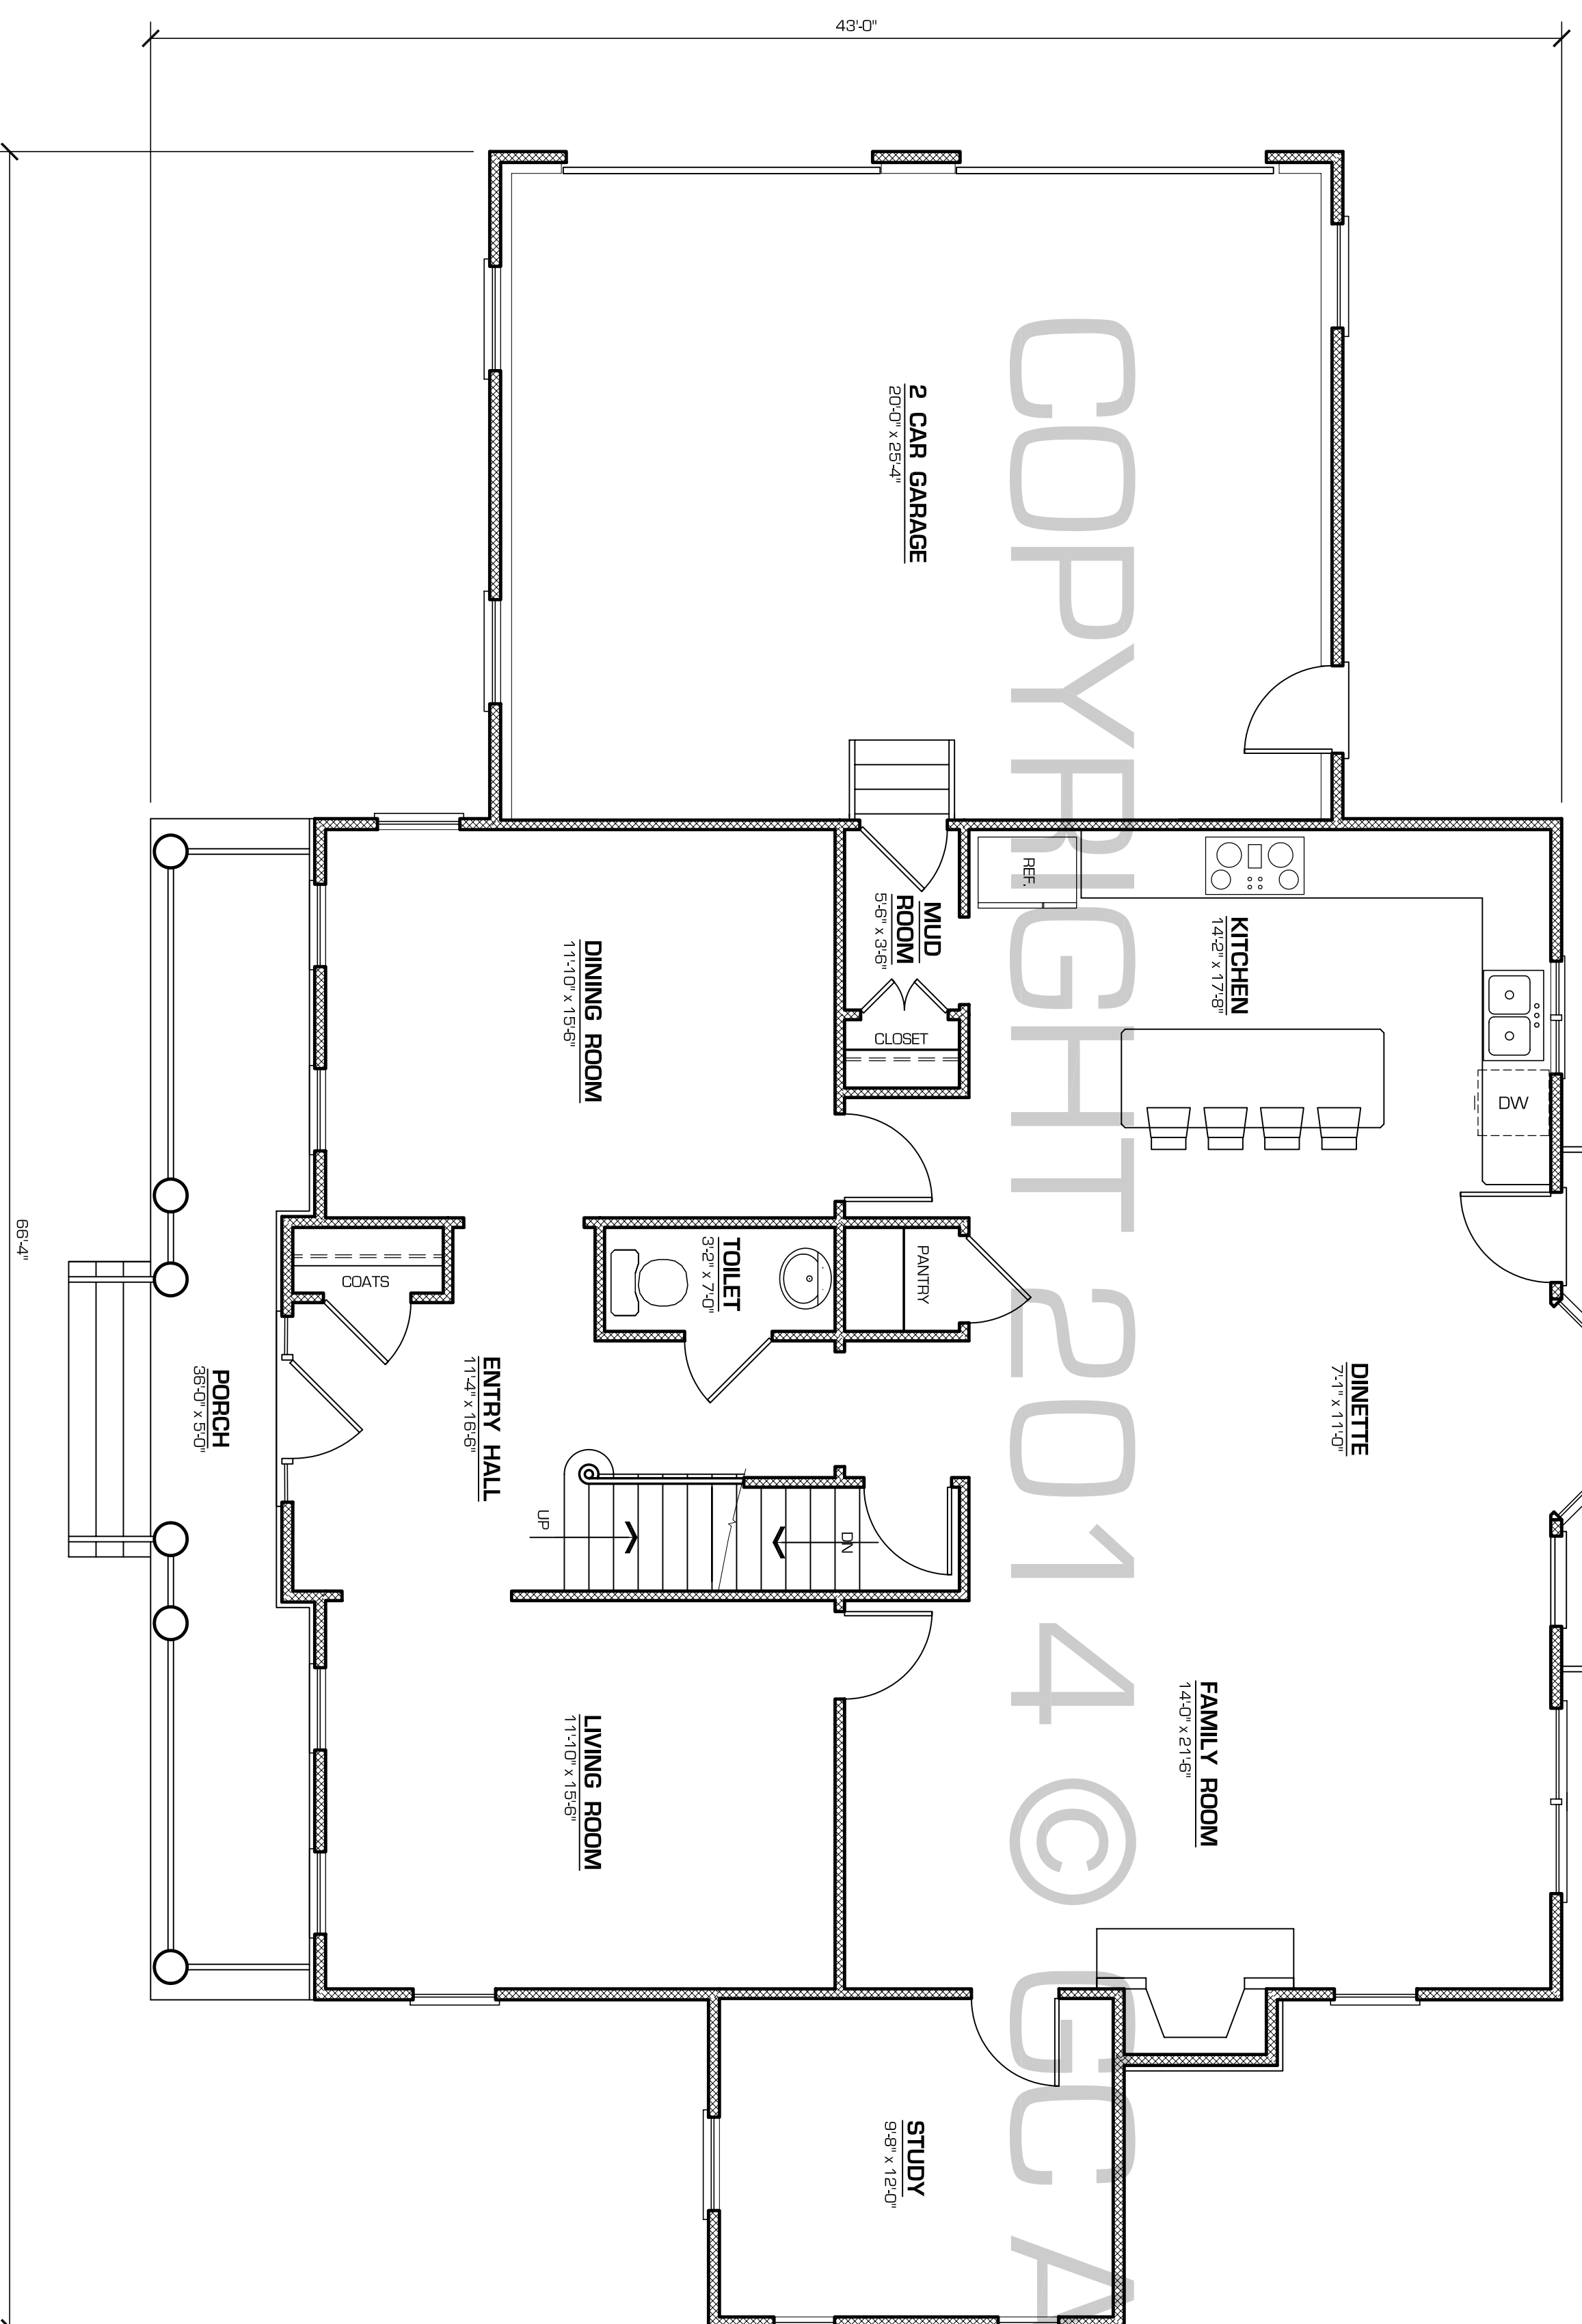 43'-0"
66'-4"
2 CAR GARAGE
20'-0" x 25'-4"
MUD
ROOM
5'-6" x 3'-6"
REF.
KITCHEN
14'-2" x 17'-8"
DINING ROOM
11'-10" x 15'-6"
CLOSET
DW
TOILET
3'-2" x 7'-0"
PANTRY
COATS
PORCH
36'-0" x 5'-0"
ENTRY HALL
11'-4" x 16'-6"
DINETTE
7'-1" x 11'-0"
UP
DN
LIVING ROOM
11'-10" x 15'-6"
FAMILY ROOM
14'-0" x 21'-6"
STUDY
9'-8" x 12'-0"
COPYRIGHT 2014 © GCA